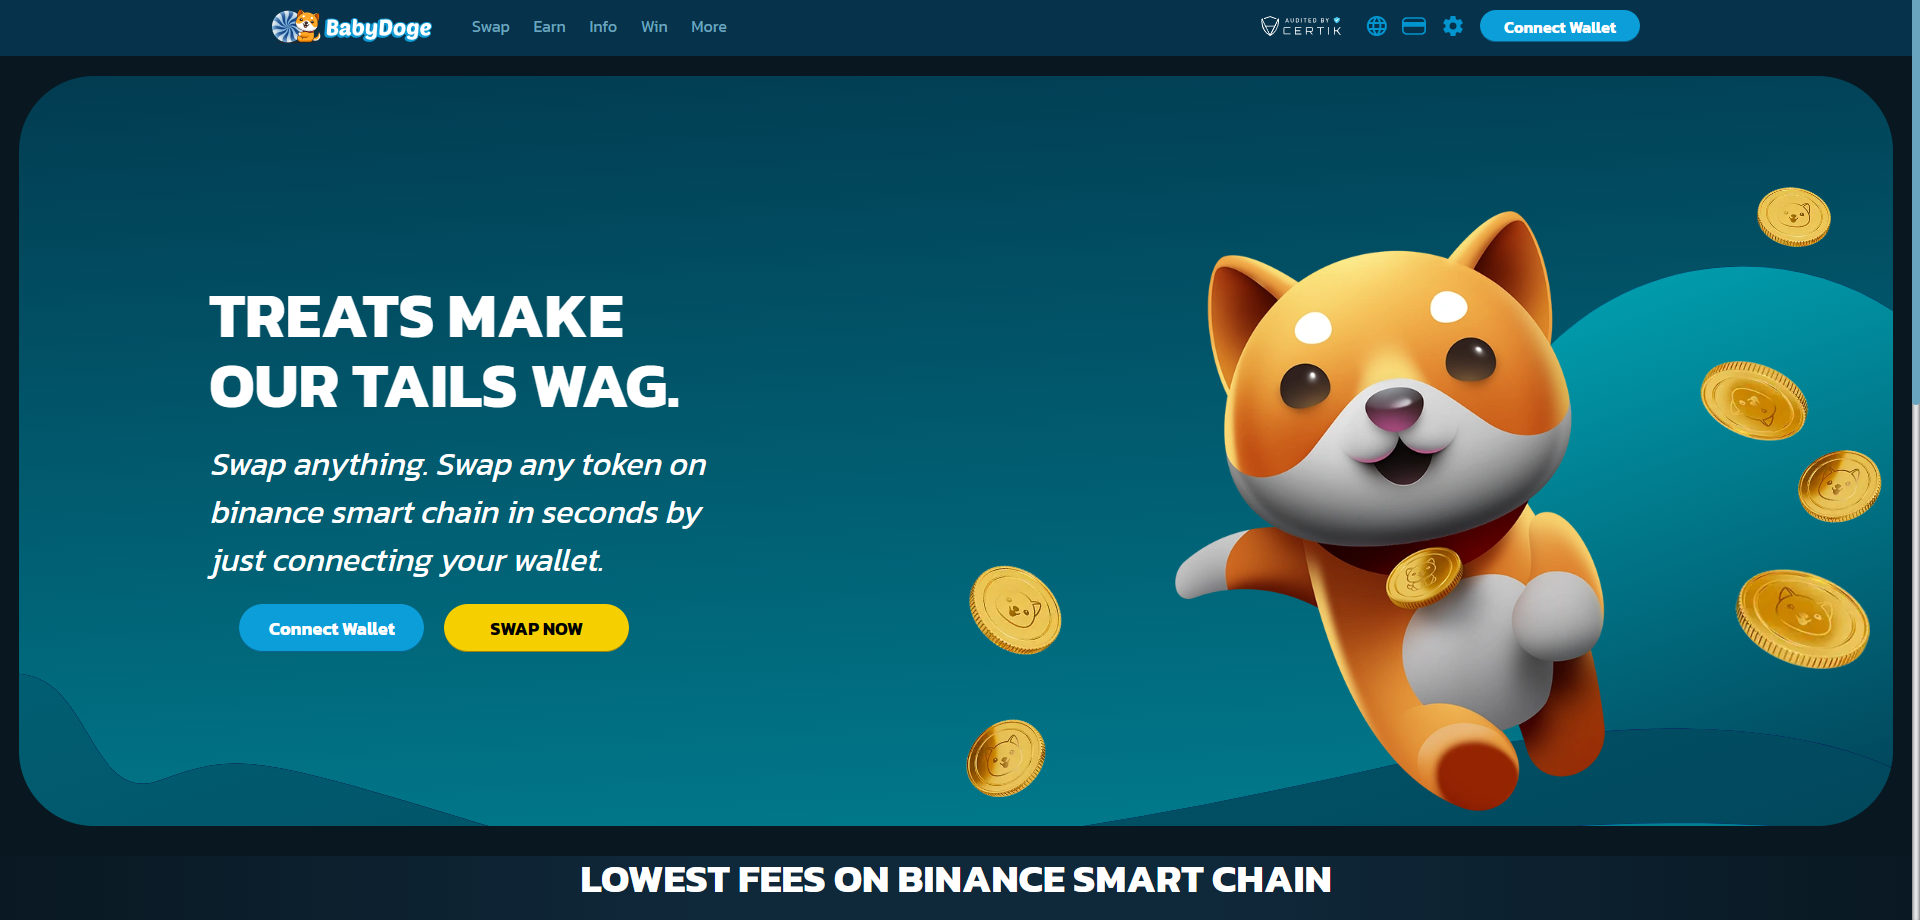 BabyDoge
Swap
Earn
Info
Win
More
AUDITED BY
CERTIK
Connect Wallet
TREATS MAKE
OUR TAILS WAG.
Swap anything. Swap any token on
binance smart chain in seconds by
just connecting your wallet.
Connect Wallet
SWAP NOW
LOWEST FEES ON BINANCE SMART CHAIN